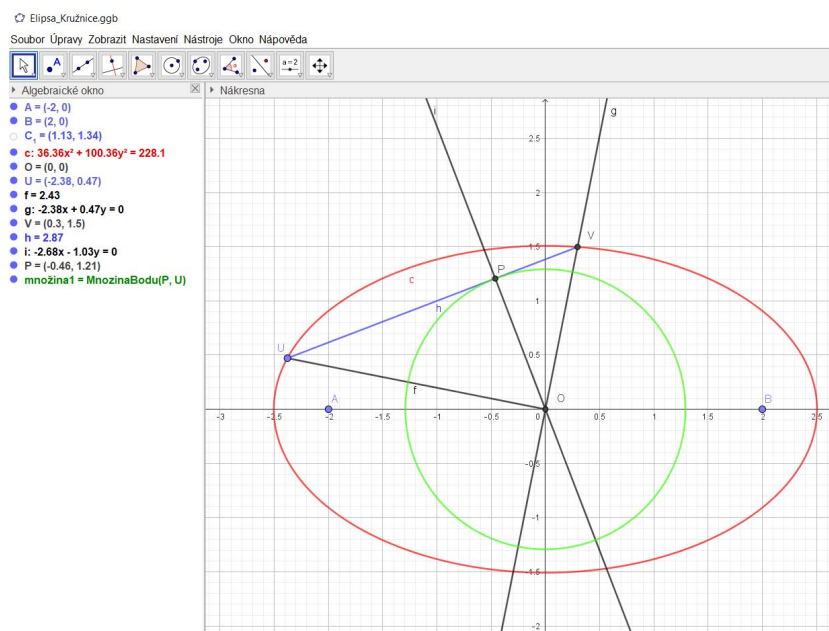 Elipsa_Kružnice.ggb
Soubor Úpravy Zobrazit Nastavení Nástroje Okno Nápověda
A
a = 2
Algebraické okno
Nákresna
A = (-2, 0)
B = (2, 0)
C₁ = (1.13, 1.34)
c: 36.36x² + 100.36y² = 228.1
O = (0, 0)
U = (-2.38, 0.47)
f = 2.43
g: -2.38x + 0.47y = 0
V = (0.3, 1.5)
h = 2.87
i: -2.68x - 1.03y = 0
P = (-0.46, 1.21)
množina1 = MnozinaBodu(P, U)
i
g
2.5
2
V
1.5
P
c
1
h
U
0.5
f
A
O
B
-3
-2.5
-2
-1.5
-1
-0.5
0
0.5
1
1.5
2
2.5
-0.5
-1
-1.5
-2